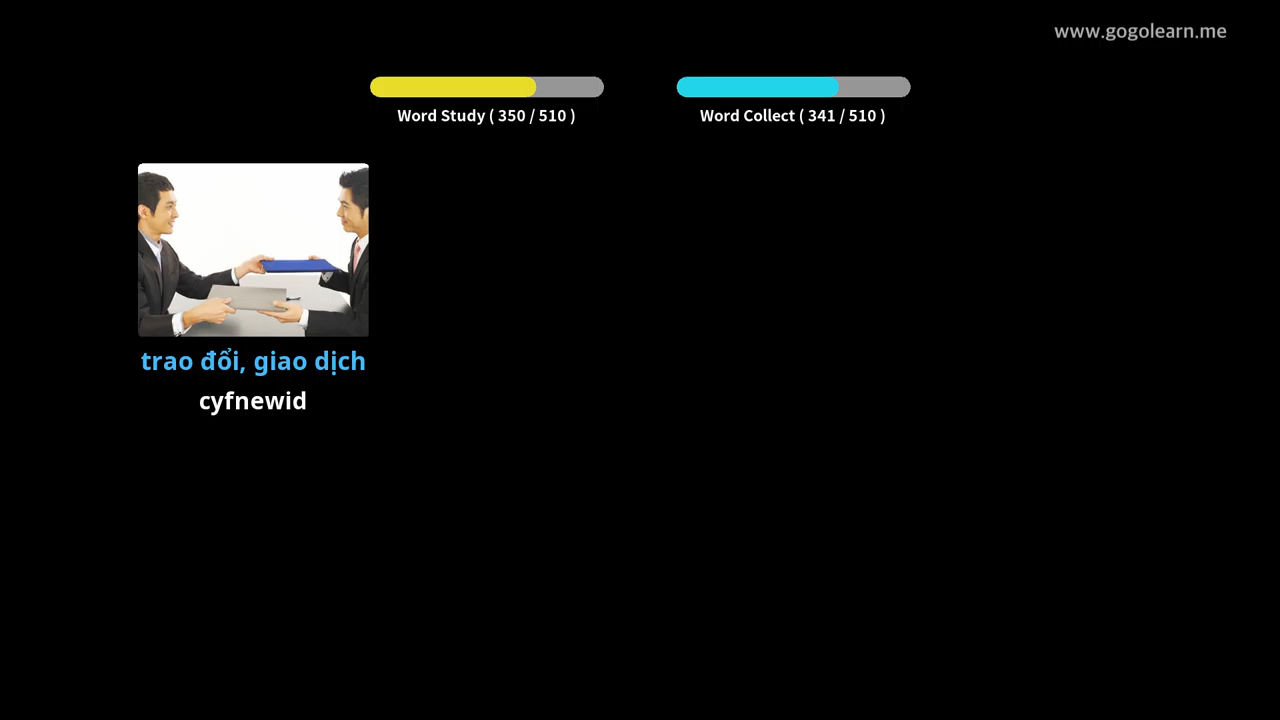 www.gogolearn.me
Word Study ( 350 / 510 )
Word Collect ( 341 / 510 )
trao đổi, giao dịch
cyfnewid